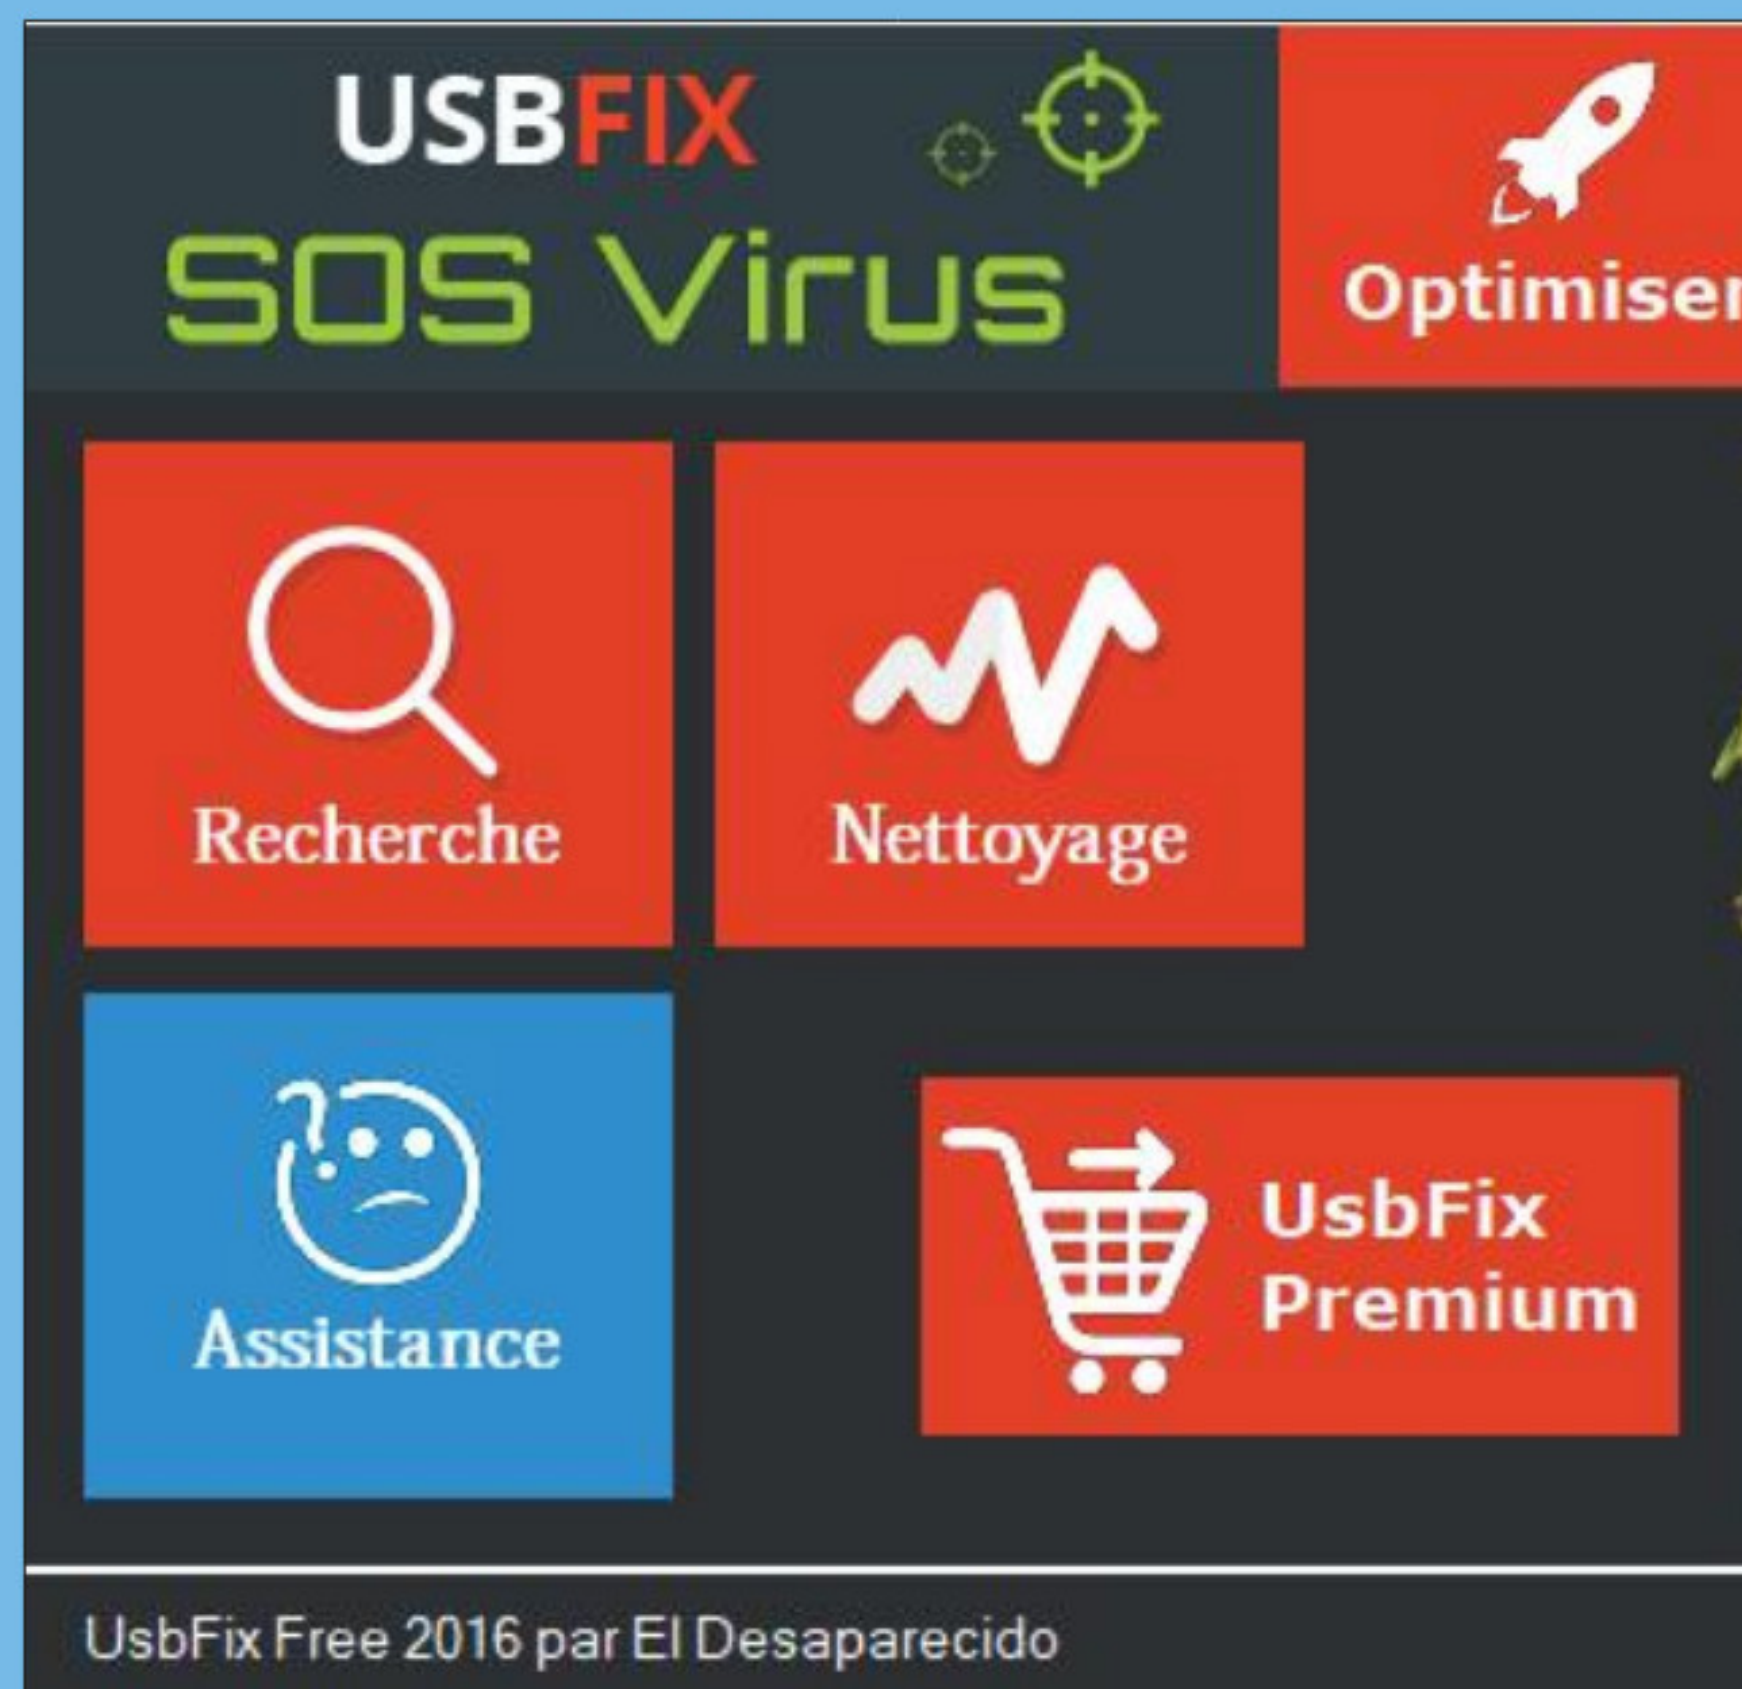 USBFIX
SOS Virus
Optimiser
Recherche
Nettoyage
Assistance
UsbFix
Premium
UsbFix Free 2016 par El Desaparecido